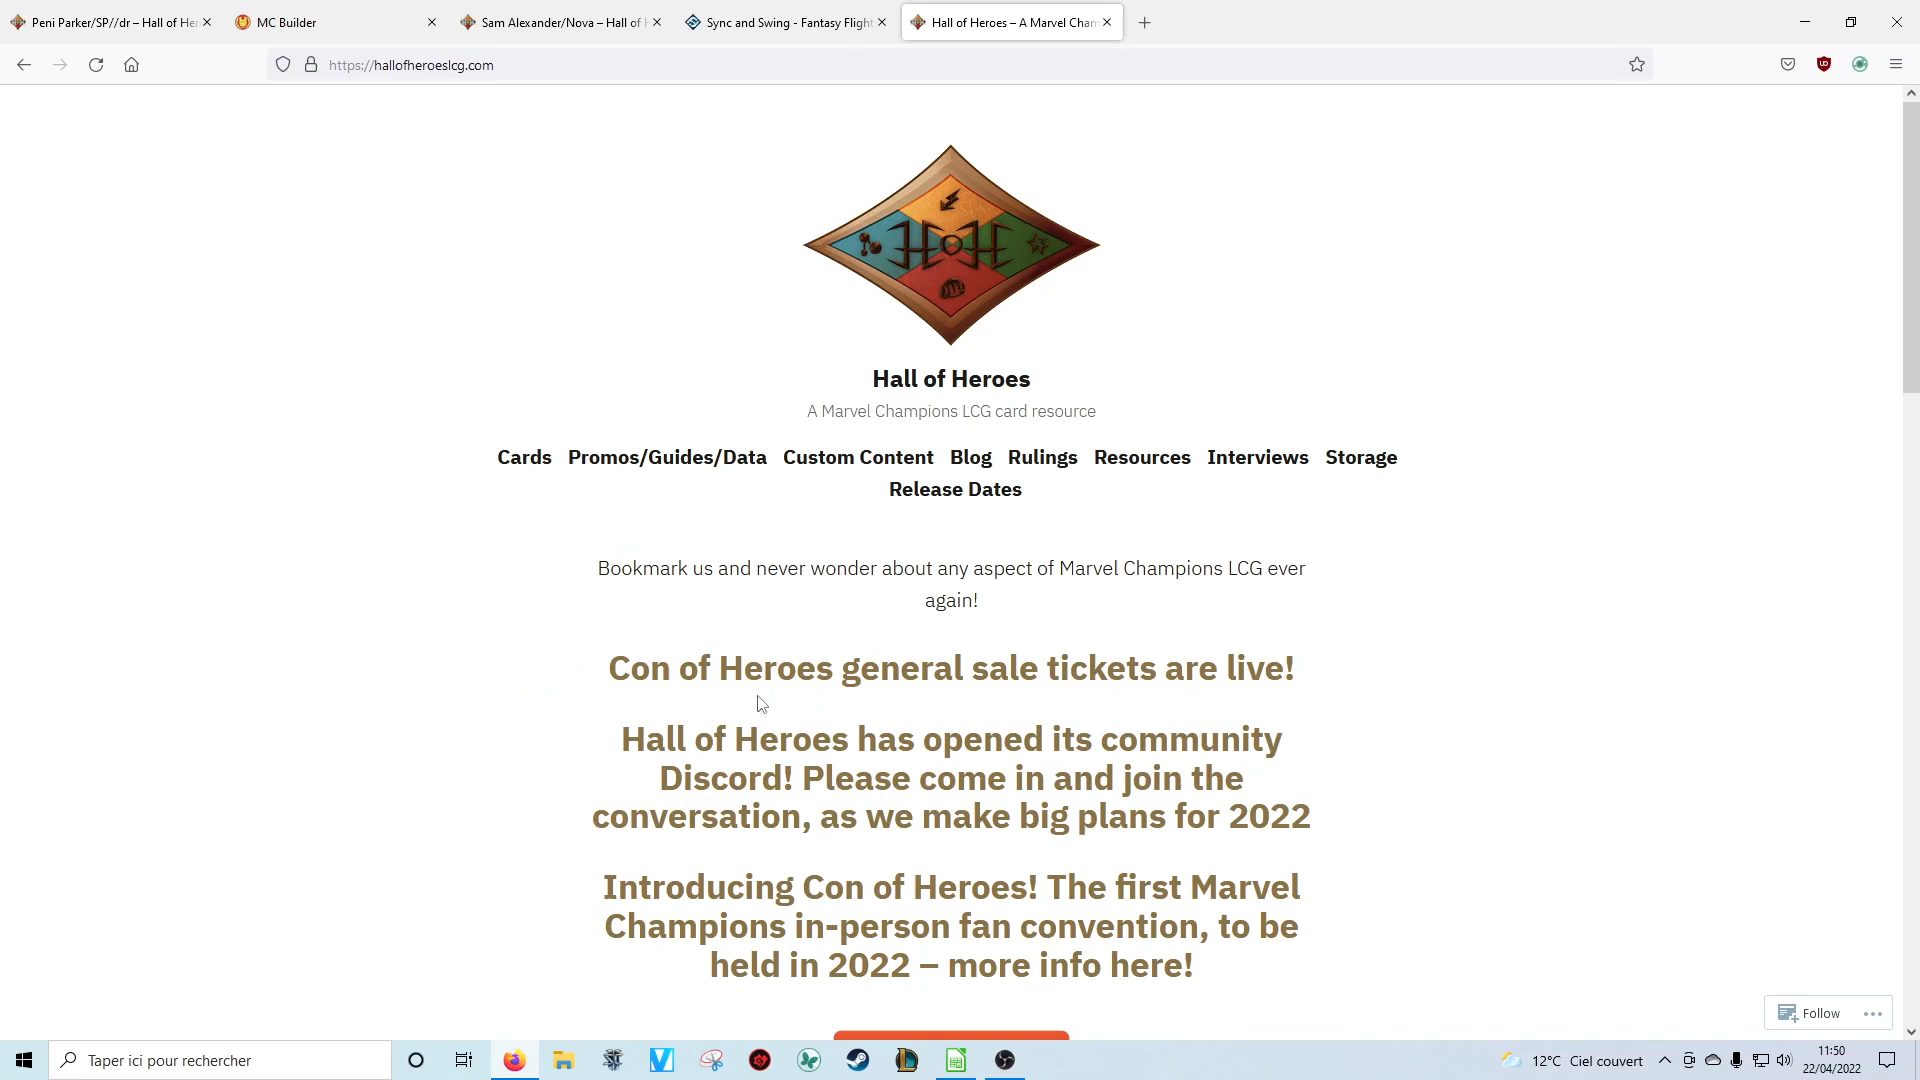 Peni Parker/SP//dr – Hall of He
MC Builder
Sam Alexander/Nova – Hall of H
Sync and Swing - Fantasy Flight
Hall of Heroes – A Marvel Cham
https://hallofheroeslcg.com
HOH
Hall of Heroes
A Marvel Champions LCG card resource
Cards Promos/Guides/Data Custom Content Blog Rulings Resources Interviews Storage
Release Dates
Bookmark us and never wonder about any aspect of Marvel Champions LCG ever
again!
Con of Heroes general sale tickets are live!
Hall of Heroes has opened its community
Discord! Please come in and join the
conversation, as we make big plans for 2022
Introducing Con of Heroes! The first Marvel
Champions in-person fan convention, to be
held in 2022 – more info here!
Follow
Taper ici pour rechercher
12°C Ciel couvert
11:50
22/04/2022